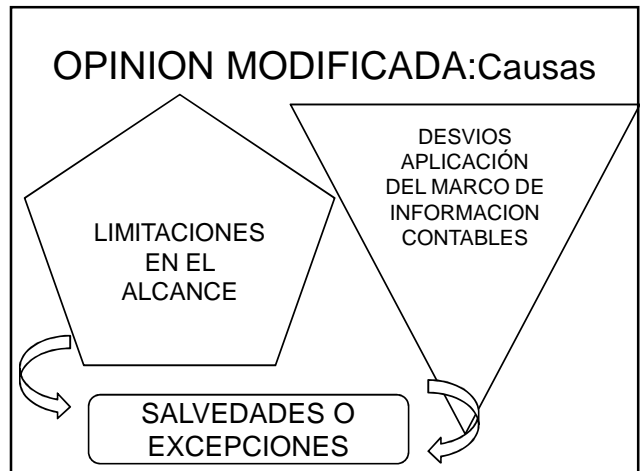 OPINION MODIFICADA:Causas
LIMITACIONES
EN EL
ALCANCE
DESVIOS
APLICACIÓN
DEL MARCO DE
INFORMACION
CONTABLES
SALVEDADES O
EXCEPCIONES